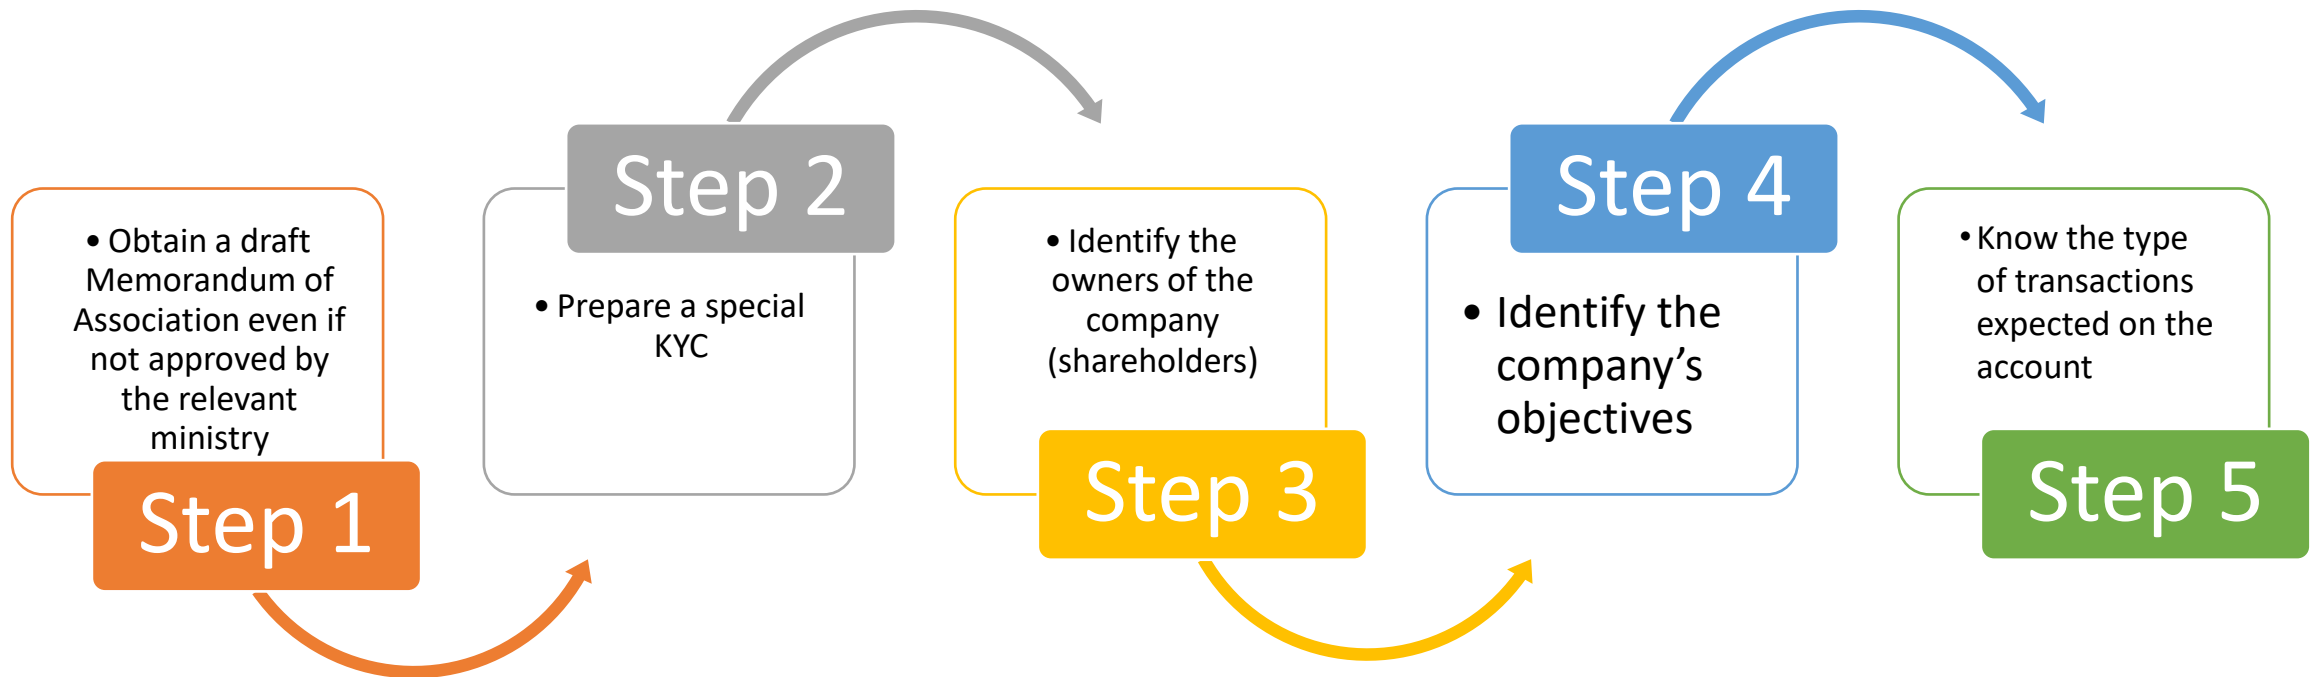 • Obtain a draft
Memorandum of
Association even if
not approved by
the relevant
ministry
Step 1
Step 2
• Prepare a special
KYC
• Identify the
owners of the
company
(shareholders)
Step 3
Step 4
• Identify the
company’s
objectives
• Know the type
of transactions
expected on the
account
Step 5